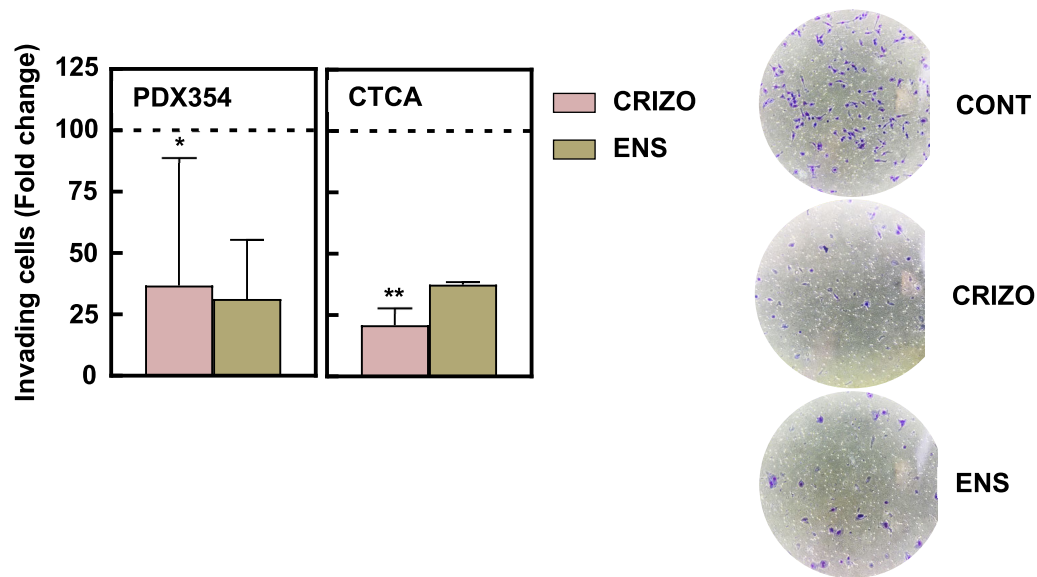 Invading cells (Fold change)
125
100
75
50
25
0
PDX354
*
CTCA
**
CRIZO
ENS
CONT
CRIZO
ENS